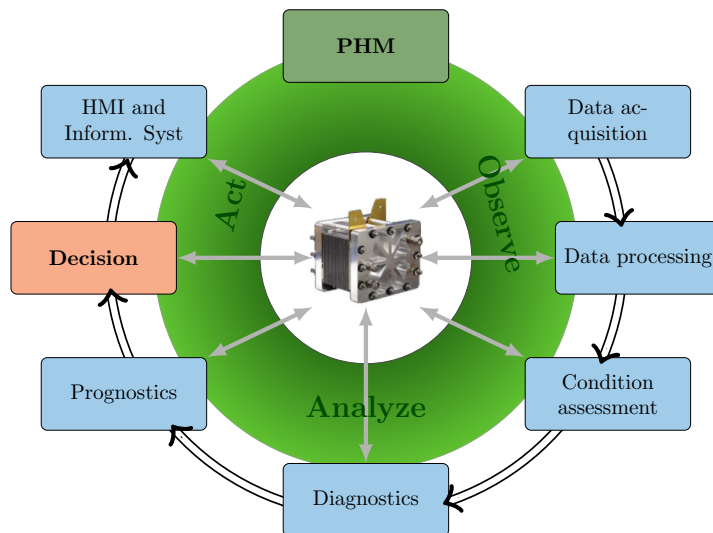 PHM
HMI and
Inform. Syst
Data ac-
quisition
Act
Observe
Decision
Data processing
Prognostics
Condition
assessment
Analyze
Diagnostics